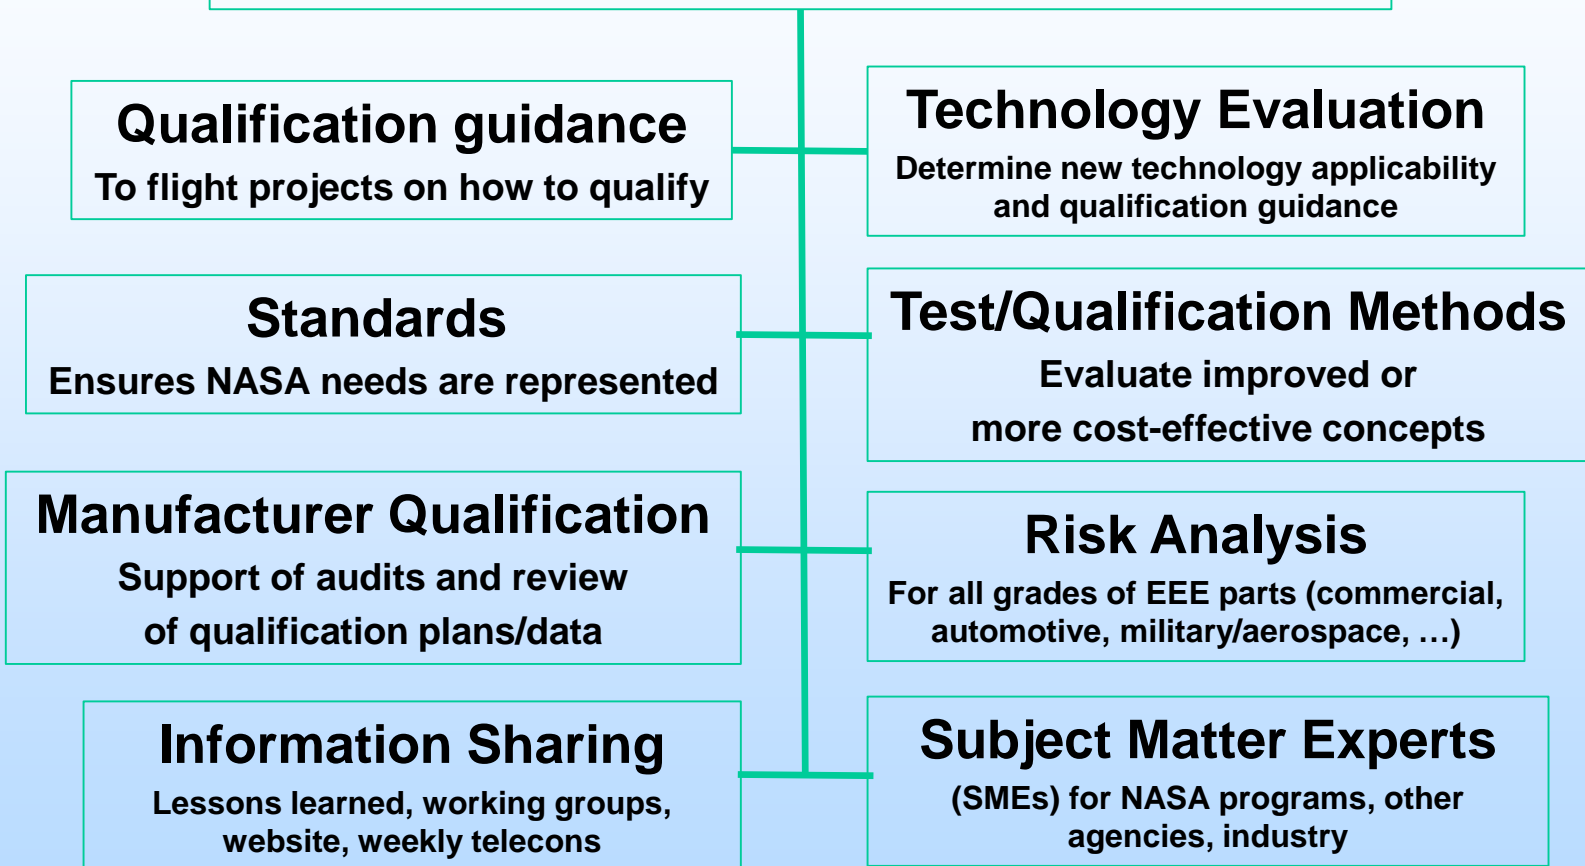 Qualification guidance
To flight projects on how to qualify
Technology Evaluation
Determine new technology applicability
and qualification guidance
Standards
Ensures NASA needs are represented
Test/Qualification Methods
Evaluate improved or
more cost-effective concepts
Manufacturer Qualification
Support of audits and review
of qualification plans/data
Risk Analysis
For all grades of EEE parts (commercial,
automotive, military/aerospace, …)
Information Sharing
Lessons learned, working groups,
website, weekly telecons
Subject Matter Experts
(SMEs) for NASA programs, other
agencies, industry